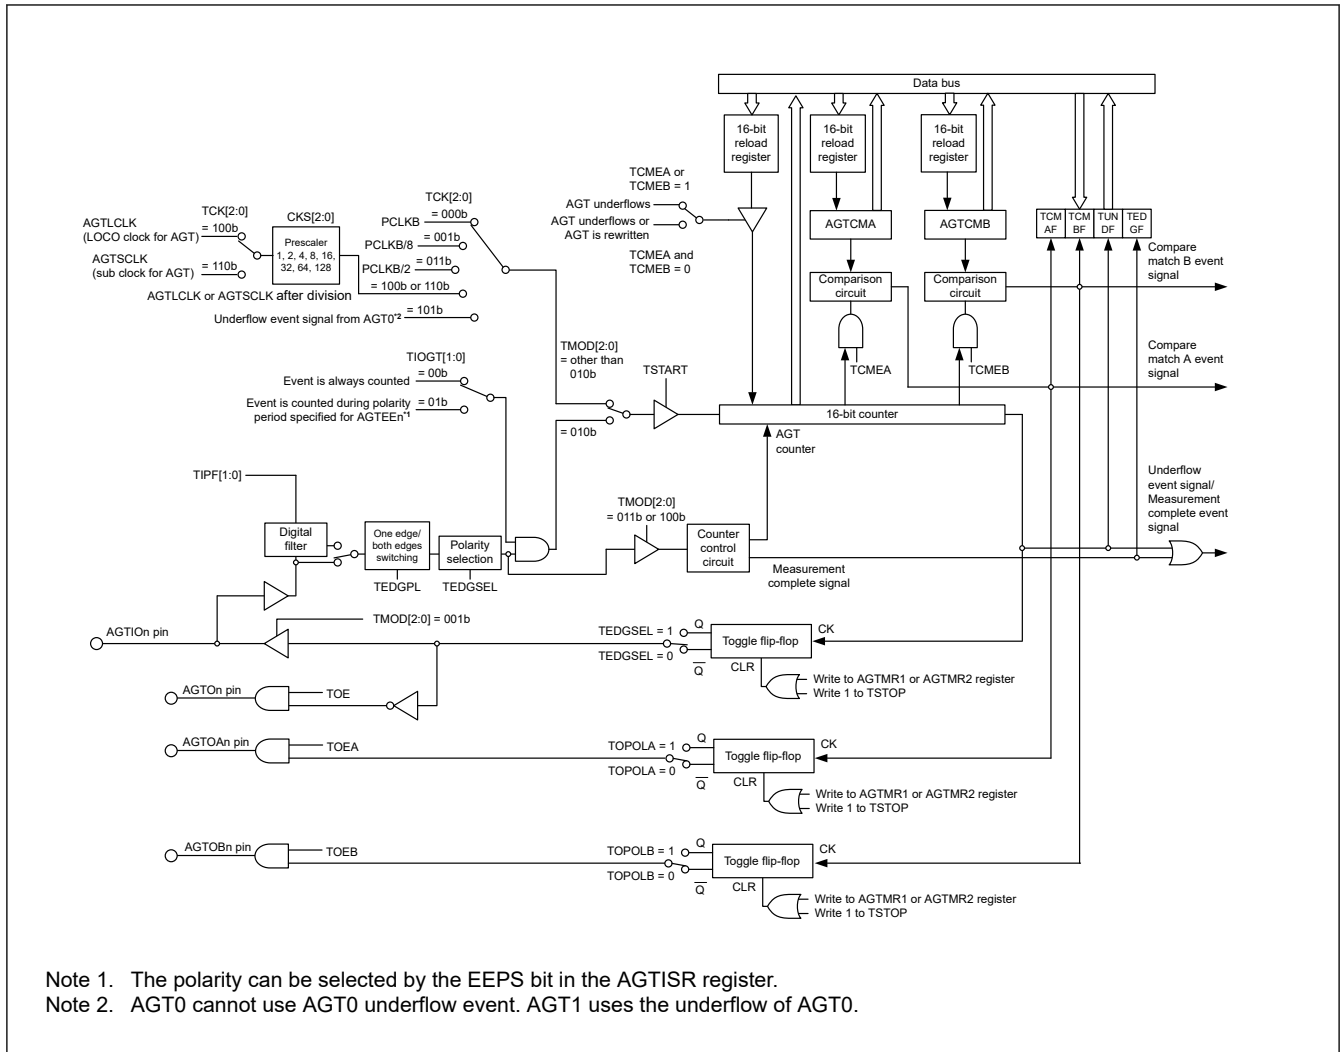 Data bus
16-bit
reload
register
16-bit
reload
register
16-bit
reload
register
TCMEA or
TCMEB = 1
AGT underflows
AGT underflows or
AGT is rewritten
TCMEA and
TCMEB = 0
AGTCMA
AGTCMB
TCM
AF
TCM
BF
TUN
DF
TED
GF
Comparison
circuit
Comparison
circuit
TCMEA
TCMEB
Compare
match B event
signal
Compare
match A event
signal
TCK[2:0]
AGTLCLK
(LOCO clock for AGT)
= 100b
AGTSCLK
(sub clock for AGT)
= 110b
CKS[2:0]
Prescaler
1, 2, 4, 8, 16,
32, 64, 128
TCK[2:0]
PCLKB
= 000b
PCLKB/8
= 001b
PCLKB/2
= 011b
= 100b or 110b
AGTLCLK or AGTSCLK after division
Underflow event signal from AGT0*2
= 101b
TIOGT[1:0]
Event is always counted
= 00b
Event is counted during polarity
period specified for AGTEEn*1
= 01b
TMOD[2:0]
= other than
010b
= 010b
TSTART
16-bit counter
AGT
counter
TIPF[1:0]
Digital
filter
One edge/
both edges
switching
TEDGPL
Polarity
selection
TEDGSEL
TMOD[2:0]
= 011b or 100b
Counter
control
circuit
Measurement
complete signal
Underflow
event signal/
Measurement
complete event
signal
AGTIOn pin
TMOD[2:0] = 001b
TEDGSEL = 1
TEDGSEL = 0
Q
Q
Toggle flip-flop
CK
CLR
Write to AGTMR1 or AGTMR2 register
Write 1 to TSTOP
AGTOn pin
TOE
AGTOAn pin
TOEA
TOPOLA = 1
TOPOLA = 0
Q
Q
Toggle flip-flop
CK
CLR
Write to AGTMR1 or AGTMR2 register
Write 1 to TSTOP
AGTOBn pin
TOEB
TOPOLB = 1
TOPOLB = 0
Q
Q
Toggle flip-flop
CK
CLR
Write to AGTMR1 or AGTMR2 register
Write 1 to TSTOP
Note 1. The polarity can be selected by the EEPS bit in the AGTISR register.
Note 2. AGT0 cannot use AGT0 underflow event. AGT1 uses the underflow of AGT0.